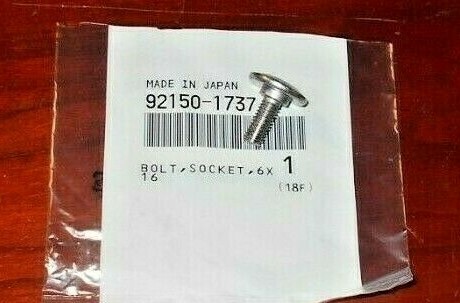 MADE IN JAPAN
92150-1737
BOLT,SOCKET,6X 1
16
(18F)